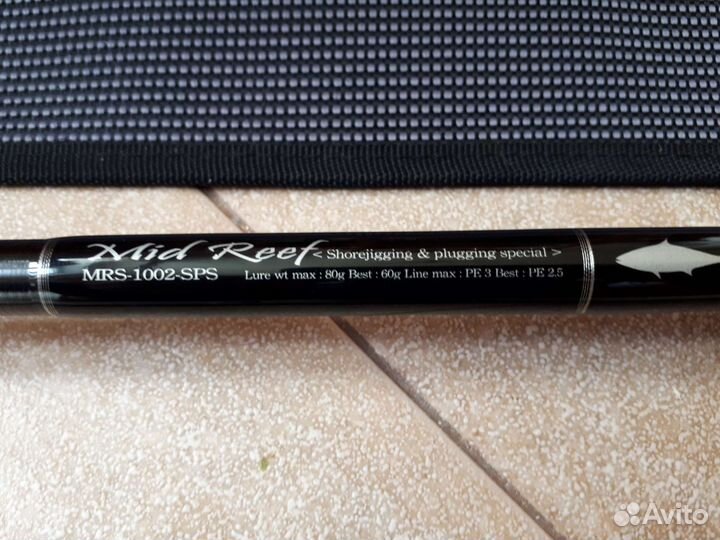 Mid Reef < Shorejigging & plugging special >
MRS-1002-SPS Lure wt max : 80g Best : 60g Line max : PE 3 Best : PE 2.5
Avito